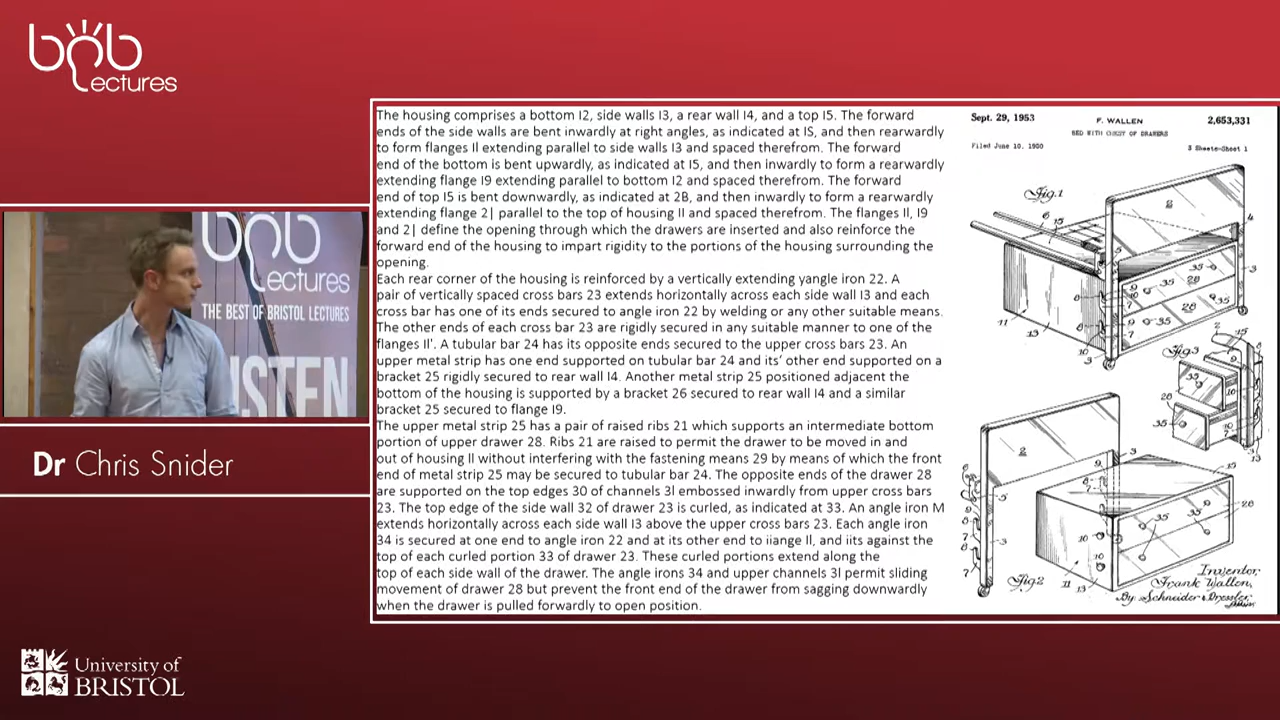 bob
Lectures
bob
Lectures
THE BEST OF BRISTOL LECTURES
LISTEN
Dr Chris Snider
University of
BRISTOL
The housing comprises a bottom I2, side walls I3, a rear wall I4, and a top I5. The forward
ends of the side walls are bent inwardly at right angles, as indicated at IS, and then rearwardly
to form flanges II extending parallel to side walls I3 and spaced therefrom. The forward
end of the bottom is bent upwardly, as indicated at I5, and then inwardly to form a rearwardly
extending flange I9 extending parallel to bottom I2 and spaced therefrom. The forward
end of top I5 is bent downwardly, as indicated at 2B, and then inwardly to form a rearwardly
extending flange 2| parallel to the top of housing II and spaced therefrom. The flanges II, I9
and 2| define the opening through which the drawers are inserted and also reinforce the
forward end of the housing to impart rigidity to the portions of the housing surrounding the
opening.
Each rear corner of the housing is reinforced by a vertically extending yangle iron 22. A
pair of vertically spaced cross bars 23 extends horizontally across each side wall I3 and each
cross bar has one of its ends secured to angle iron 22 by welding or any other suitable means.
The other ends of each cross bar 23 are rigidly secured in any suitable manner to one of the
flanges II'. A tubular bar 24 has its opposite ends secured to the upper cross bars 23. An
upper metal strip has one end supported on tubular bar 24 and its' other end supported on a
bracket 25 rigidly secured to rear wall I4. Another metal strip 25 positioned adjacent the
bottom of the housing is supported by a bracket 26 secured to rear wall I4 and a similar
bracket 25 secured to flange I9.
The upper metal strip 25 has a pair of raised ribs 21 which supports an intermediate bottom
portion of upper drawer 28. Ribs 21 are raised to permit the drawer to be moved in and
out of housing II without interfering with the fastening means 29 by means of which the front
end of metal strip 25 may be secured to tubular bar 24. The opposite ends of the drawer 28
are supported on the top edges 30 of channels 3I embossed inwardly from upper cross bars
23. The top edge of the side wall 32 of drawer 23 is curled, as indicated at 33. An angle iron M
extends horizontally across each side wall I3 above the upper cross bars 23. Each angle iron
34 is secured at one end to angle iron 22 and at its other end to iiange II, and iits against the
top of each curled portion 33 of drawer 23. These curled portions extend along the
top of each side wall of the drawer. The angle irons 34 and upper channels 3I permit sliding
movement of drawer 28 but prevent the front end of the drawer from sagging downwardly
when the drawer is pulled forwardly to open position.
Sept. 29, 1953
F. WALLEN
2,653,331
BED WITH CHEST OF DRAWERS
Filed June 10, 1950
3 Sheets-Sheet 1
Fig.1
Fig.3
Fig2
Inventor,
Frank Wallen,
By: Schneider & Dressler,